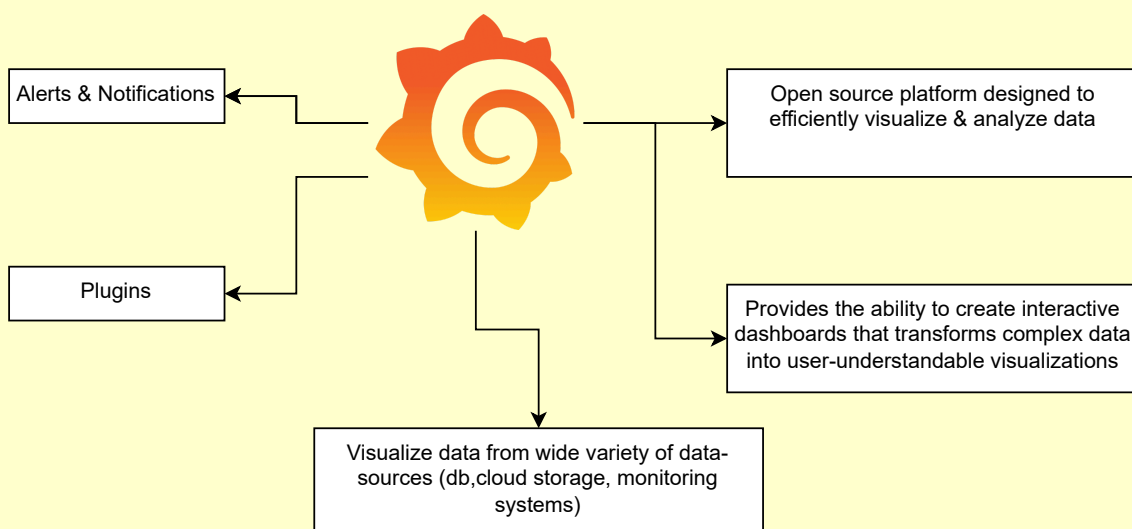 Alerts & Notifications
Open source platform designed to
efficiently visualize & analyze data
Plugins
Provides the ability to create interactive
dashboards that transforms complex data
into user-understandable visualizations
Visualize data from wide variety of data-
sources (db,cloud storage, monitoring
systems)